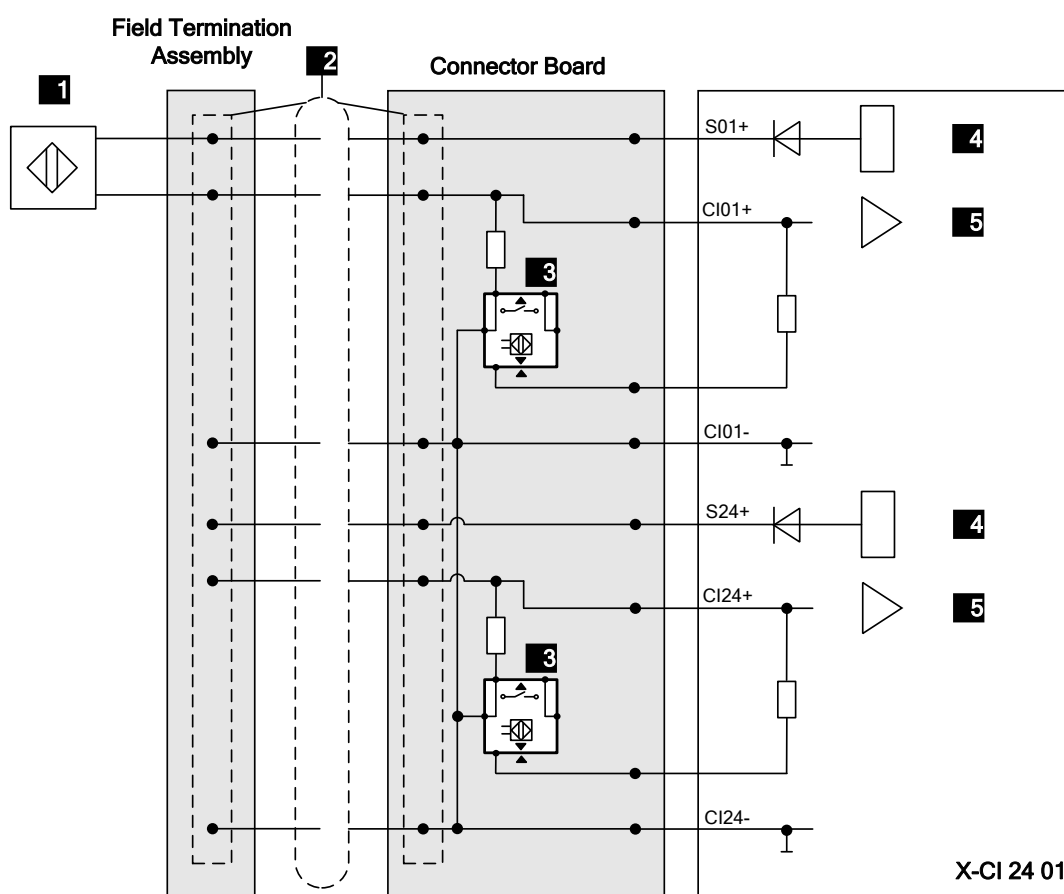 Field Termination
Assembly
2
Connector Board
1
S01+
4
CI01+
5
3
CI01-
S24+
4
CI24+
5
3
CI24-
X-CI 24 01